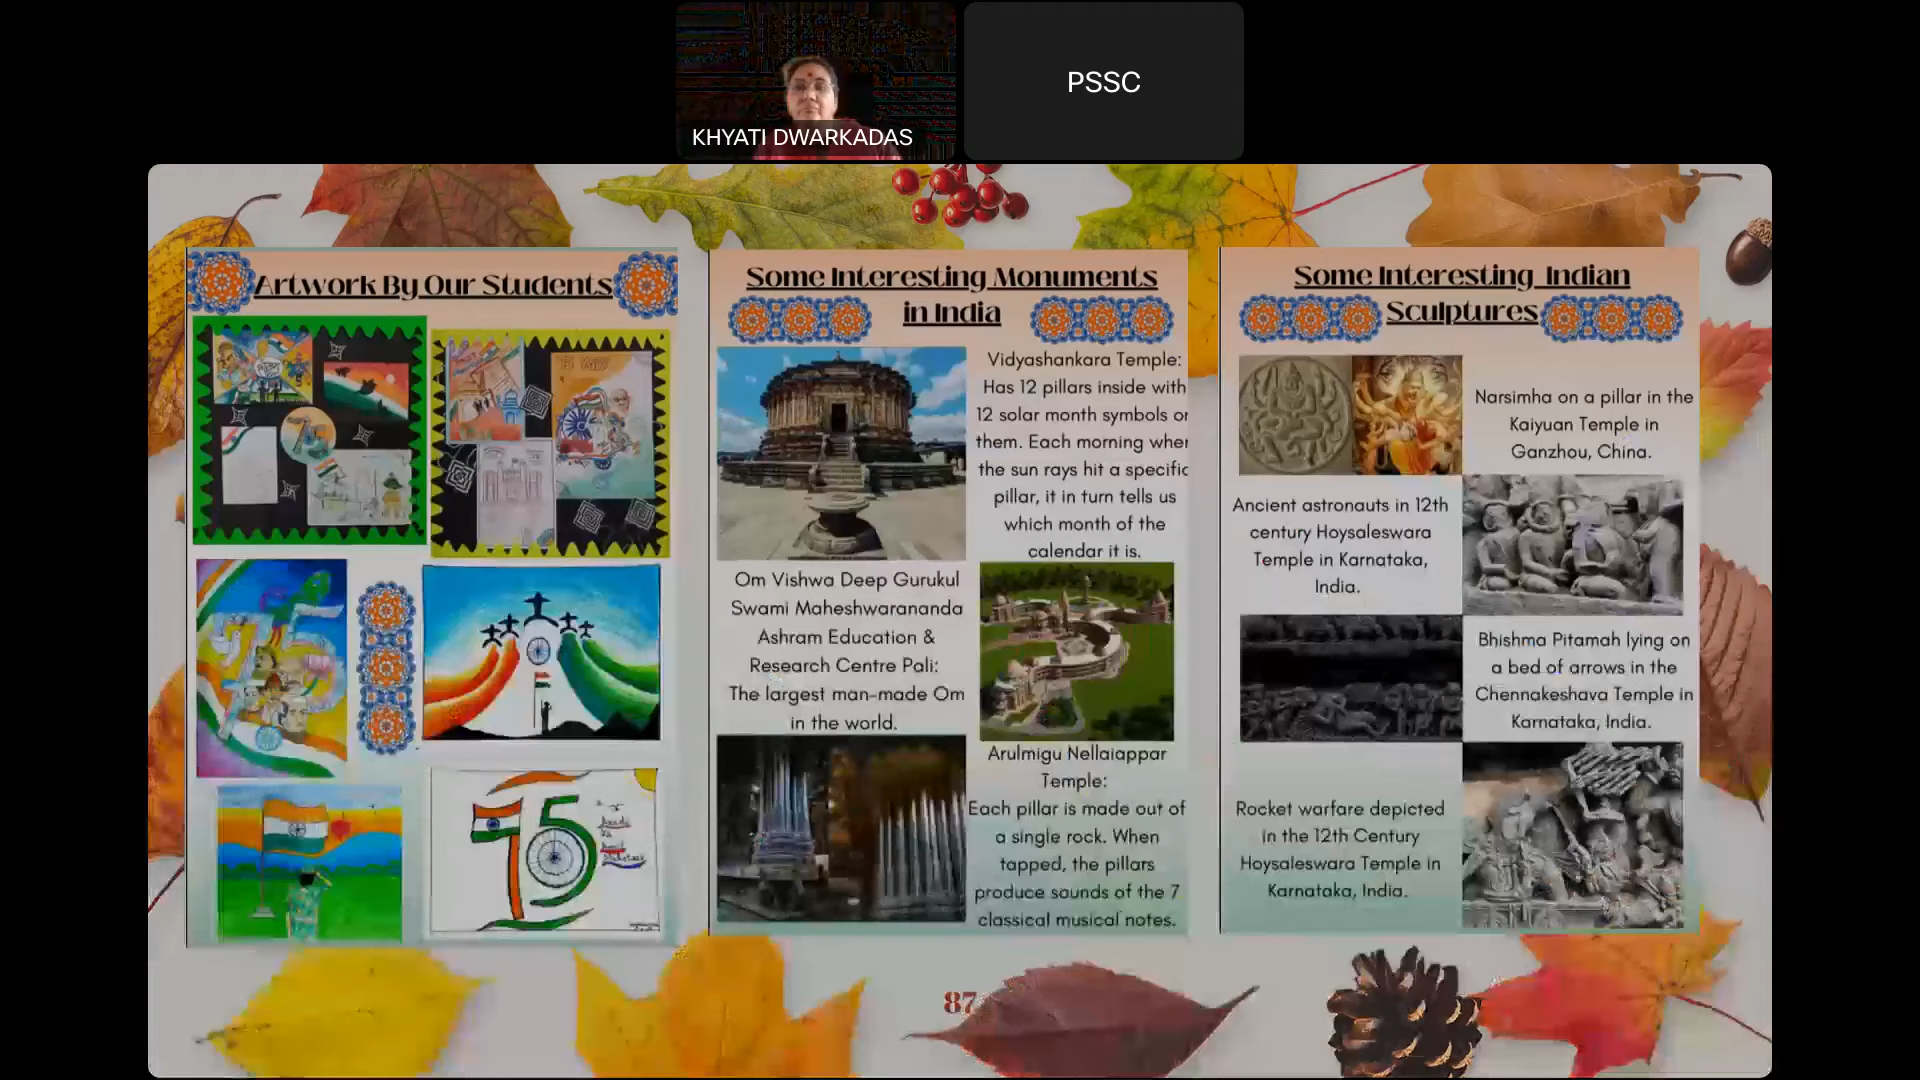 PSSC
KHYATI DWARKADAS
Artwork By Our Students
75
Some Interesting Monuments
in India
Vidyashankara Temple:
Has 12 pillars inside with
12 solar month symbols or
them. Each morning wher
the sun rays hit a specific
pillar, it in turn tells us
which month of the
calendar it is.
Om Vishwa Deep Gurukul
Swami Maheshwarananda
Ashram Education &
Research Centre Pali:
The largest man-made Om
in the world.
Arulmigu Nellaiappar
Temple:
Each pillar is made out of
a single rock. When
tapped, the pillars
produce sounds of the 7
classical musical notes.
Some Interesting Indian
Sculptures
Narsimha on a pillar in the
Kaiyuan Temple in
Ganzhou, China.
Ancient astronauts in 12th
century Hoysaleswara
Temple in Karnataka,
India.
Bhishma Pitamah lying on
a bed of arrows in the
Chennakeshava Temple in
Karnataka, India.
Rocket warfare depicted
in the 12th Century
Hoysaleswara Temple in
Karnataka, India.
87